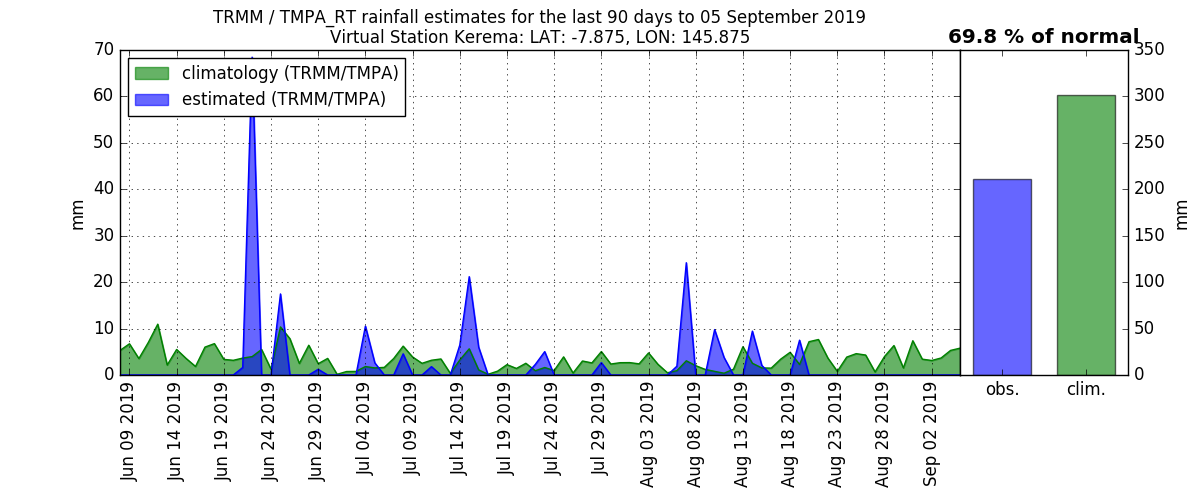 TRMM / TMPA_RT rainfall estimates for the last 90 days to 05 September 2019
Virtual Station Kerema: LAT: -7.875, LON: 145.875
69.8 % of normal
climatology (TRMM/TMPA)
estimated (TRMM/TMPA)
70
60
50
40
30
20
10
0
mm
Jun 09 2019
Jun 14 2019
Jun 19 2019
Jun 24 2019
Jun 29 2019
Jul 04 2019
Jul 09 2019
Jul 14 2019
Jul 19 2019
Jul 24 2019
Jul 29 2019
Aug 03 2019
Aug 08 2019
Aug 13 2019
Aug 18 2019
Aug 23 2019
Aug 28 2019
Sep 02 2019
obs.
clim.
350
300
250
200
150
100
50
0
mm